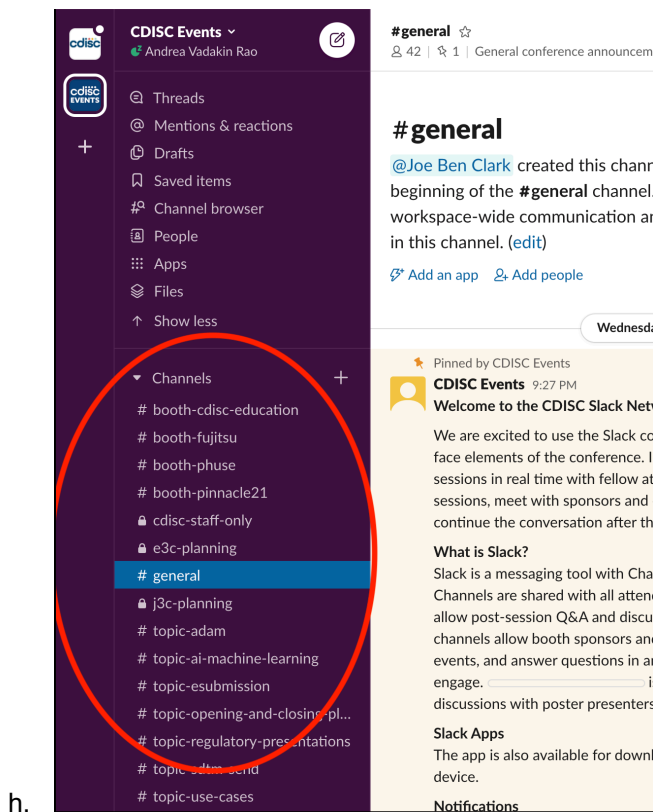 cdisc
CDISC Events
Andrea Vadakin Rao
cdisc
EVENTS
Threads
Mentions & reactions
Drafts
Saved items
Channel browser
People
Apps
Files
Show less
Channels
# booth-cdisc-education
# booth-fujitsu
# booth-phuse
# booth-pinnacle21
cdisc-staff-only
e3c-planning
# general
j3c-planning
# topic-adam
# topic-ai-machine-learning
# topic-esubmission
# topic-opening-and-closing-pl...
# topic-regulatory-presentations
# topic-sdtm-send
# topic-use-cases
#general
42 | 1 | General conference announcem
#general
@Joe Ben Clark created this chann
beginning of the #general channel.
workspace-wide communication a
in this channel. (edit)
Add an app Add people
Wednesda
Pinned by CDISC Events
CDISC Events 9:27 PM
Welcome to the CDISC Slack Net
We are excited to use the Slack co
face elements of the conference. I
sessions in real time with fellow at
sessions, meet with sponsors and
continue the conversation after th
What is Slack?
Slack is a messaging tool with Cha
Channels are shared with all atten
allow post-session Q&A and discu
channels allow booth sponsors an
events, and answer questions in a
engage. i
discussions with poster presenters
Slack Apps
The app is also available for downl
device.
Notifications
h.